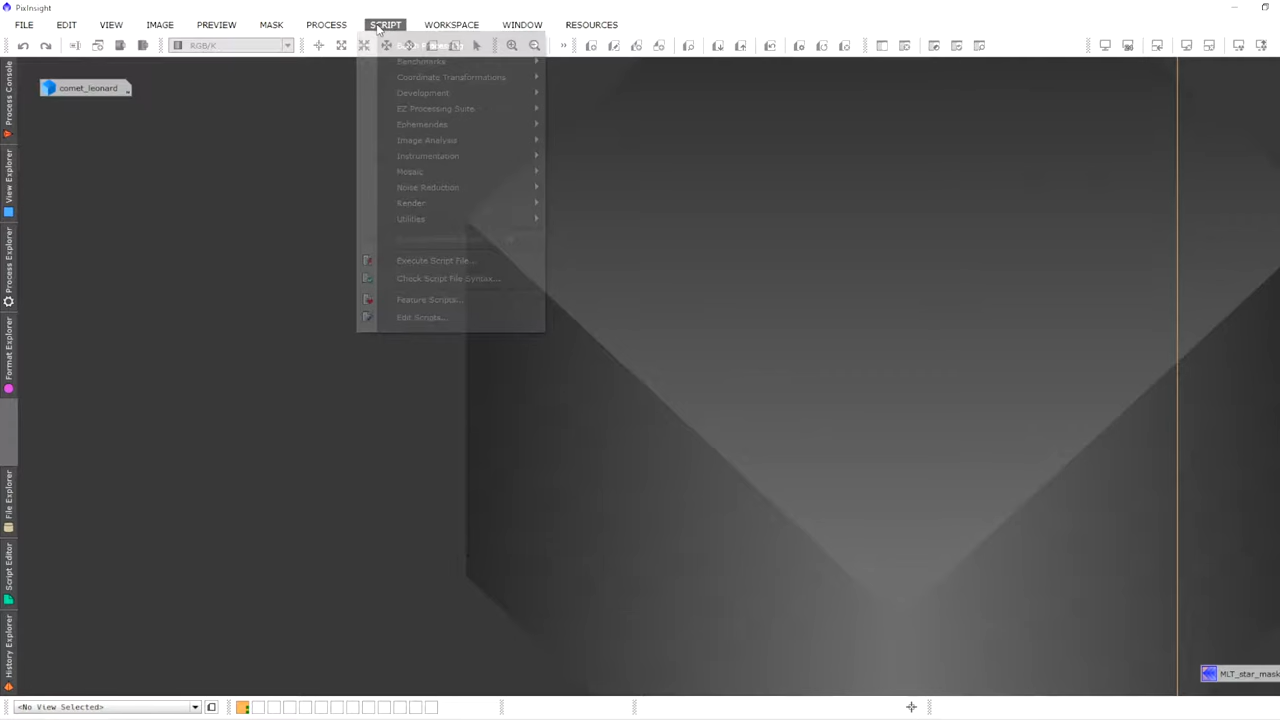 PixInsight
FILE EDIT VIEW IMAGE PREVIEW MASK PROCESS SCRIPT WORKSPACE WINDOW RESOURCES
RGB/K
Process Console
View Explorer
Process Explorer
Format Explorer
File Explorer
Script Editor
History Explorer
comet_leonard
Batch Processing
Benchmarks
Coordinate Transformations
Development
EZ Processing Suite
Ephemerides
Image Analysis
Instrumentation
Mosaic
Noise Reduction
Render
Utilities
Execute Script File...
Check Script File Syntax...
Feature Scripts...
Edit Scripts...
MLT_star_mask
<No View Selected>